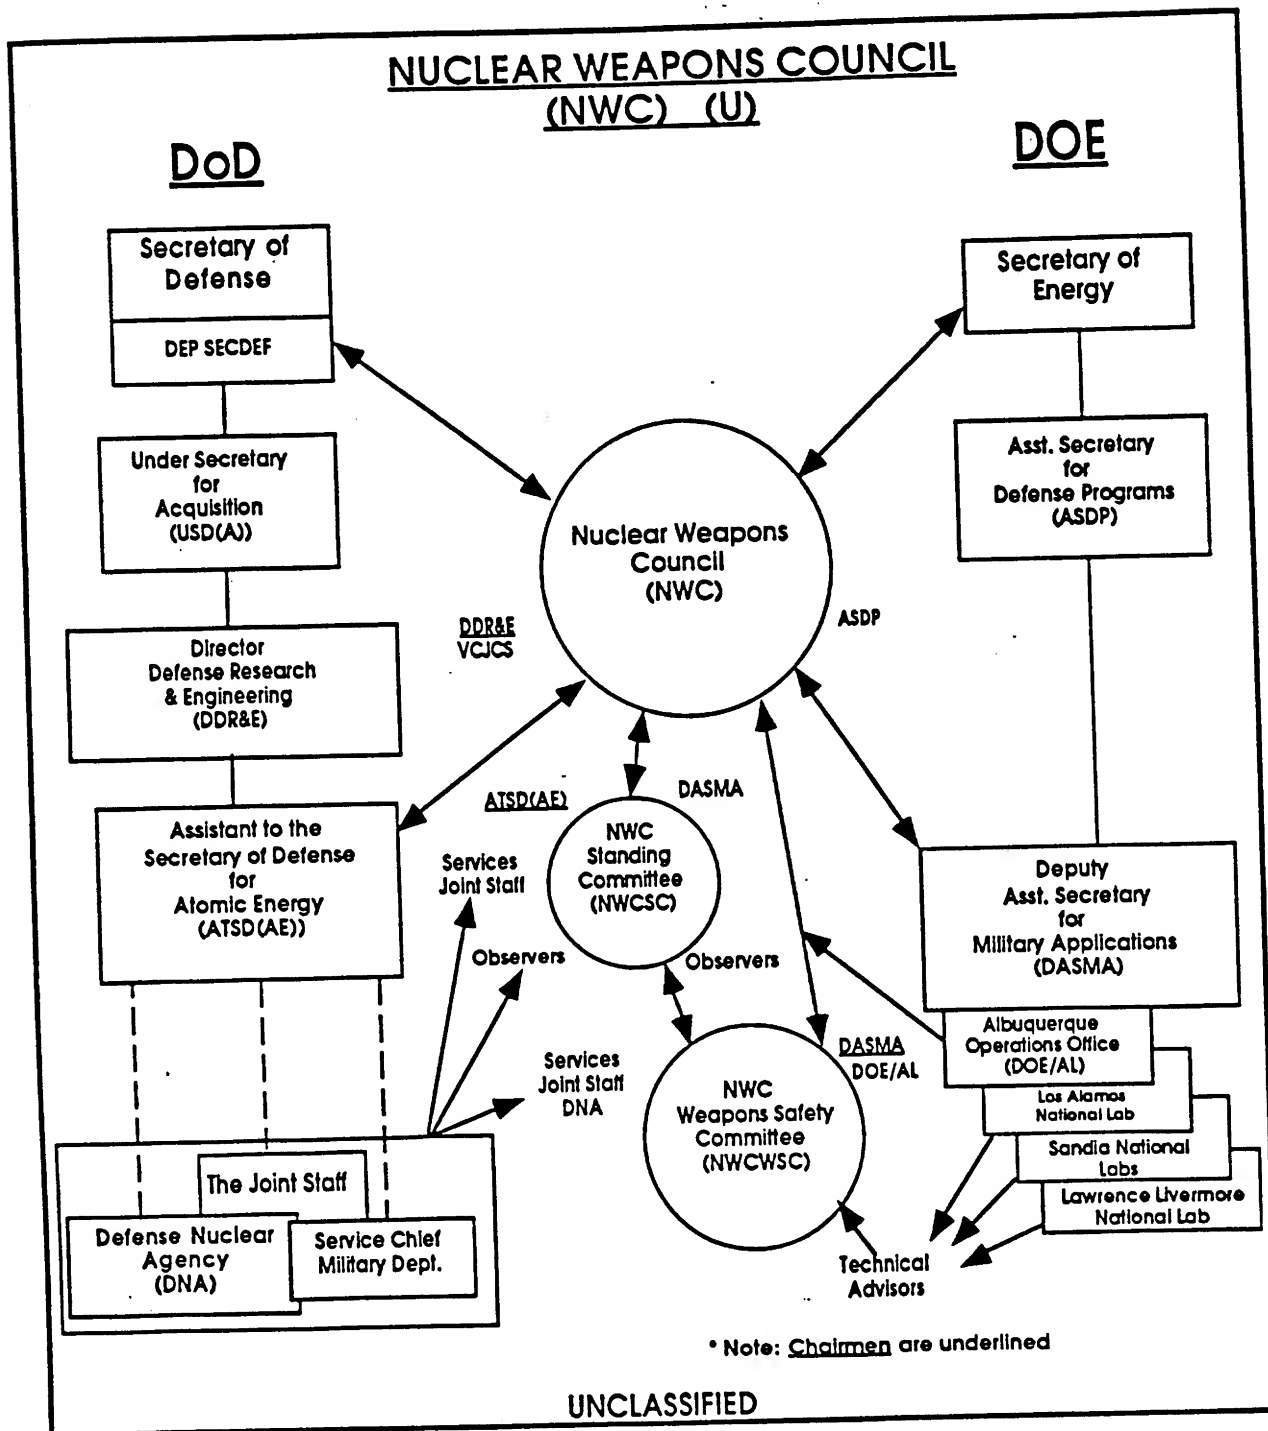 NUCLEAR WEAPONS COUNCIL
(NWC) (U)
DoD
DOE
Secretary of
Defense
DEP SECDEF
Under Secretary
for
Acquisition
(USD(A))
Director
Defense Research
& Engineering
(DDR&E)
Assistant to the
Secretary of Defense
for
Atomic Energy
(ATSD(AE))
The Joint Staff
Defense Nuclear
Agency
(DNA)
Service Chief
Military Dept.
Nuclear Weapons
Council
(NWC)
DDR&E
VCJCS
ASDP
ATSD(AE)
DASMA
NWC
Standing
Committee
(NWCSC)
Services
Joint Staff
Observers
Observers
Services
Joint Staff
DNA
NWC
Weapons Safety
Committee
(NWCWSC)
DASMA
DOE/AL
Technical
Advisors
Secretary of
Energy
Asst. Secretary
for
Defense Programs
(ASDP)
Deputy
Asst. Secretary
for
Military Applications
(DASMA)
Albuquerque
Operations Office
(DOE/AL)
Los Alamos
National Lab
Sandia National
Labs
Lawrence Livermore
National Lab
* Note: Chairmen are underlined
UNCLASSIFIED